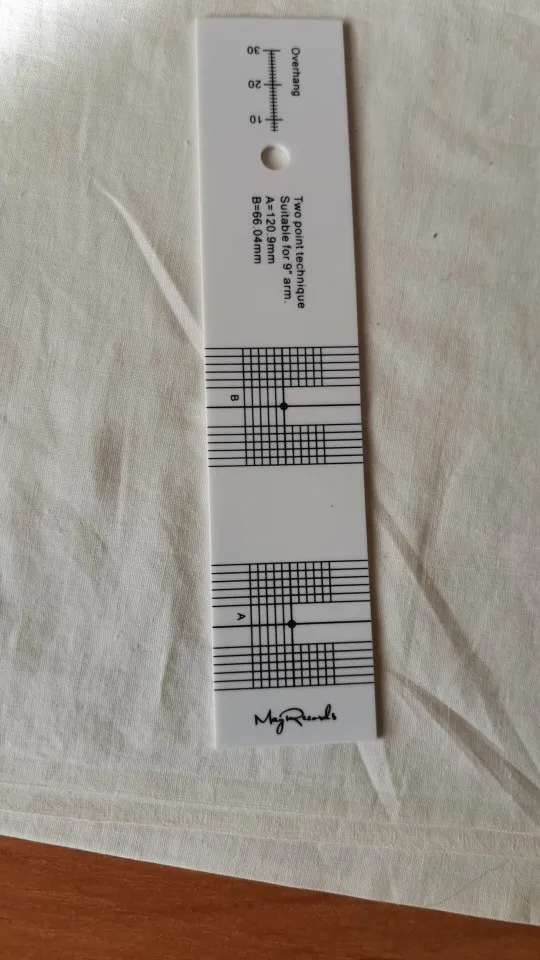 Overhang
30
20
10
Two point technique
Suitable for 9" arm.
A=120.9mm
B=66.04mm
B
A
MagRecords